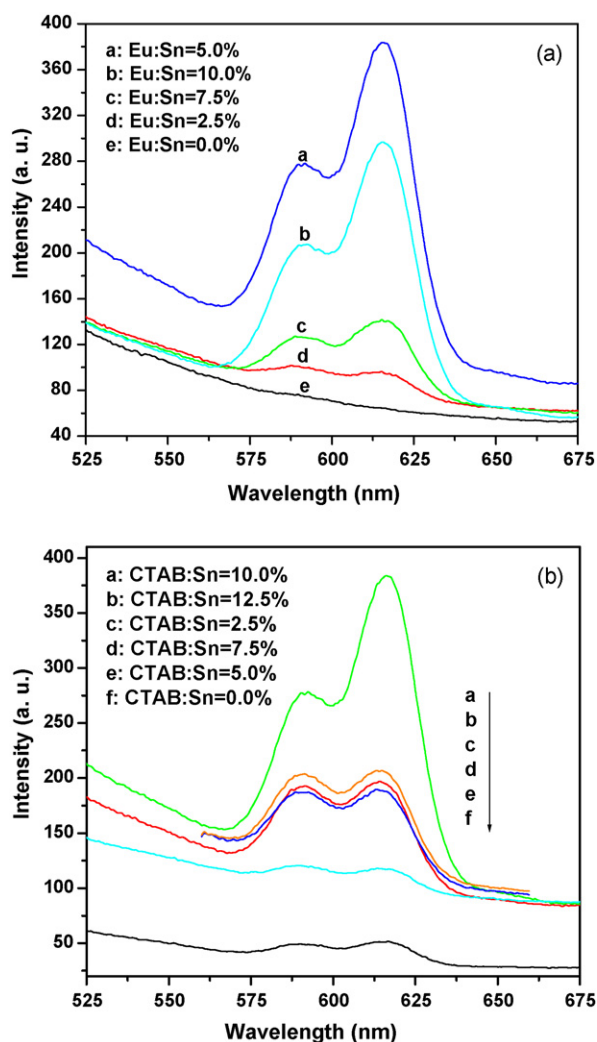 400
360
320
280
240
200
160
120
80
40
Intensity (a. u.)
a: Eu:Sn=5.0%
b: Eu:Sn=10.0%
c: Eu:Sn=7.5%
d: Eu:Sn=2.5%
e: Eu:Sn=0.0%
(a)
a
b
c
d
e
525 550 575 600 625 650 675
Wavelength (nm)
400
350
300
250
200
150
100
50
Intensity (a. u.)
a: CTAB:Sn=10.0%
b: CTAB:Sn=12.5%
c: CTAB:Sn=2.5%
d: CTAB:Sn=7.5%
e: CTAB:Sn=5.0%
f: CTAB:Sn=0.0%
(b)
a
b
c
d
e
f
525 550 575 600 625 650 675
Wavelength (nm)